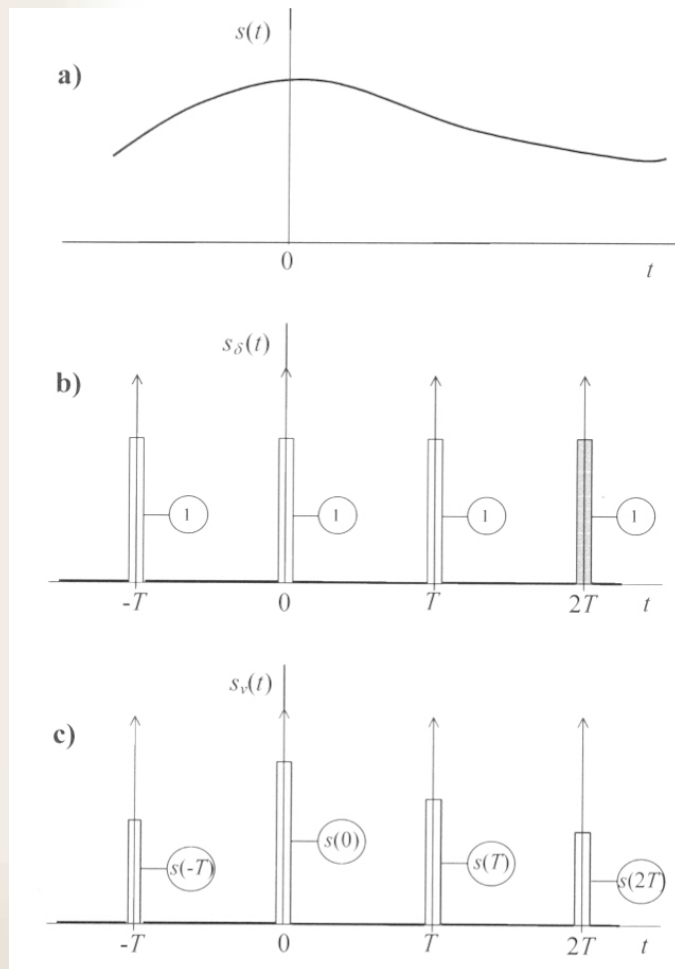 s(t)
a)
0
t
s_δ(t)
b)
1 1 1 1
-T 0 T 2T t
s_v(t)
c)
s(-T) s(0) s(T) s(2T)
-T 0 T 2T t